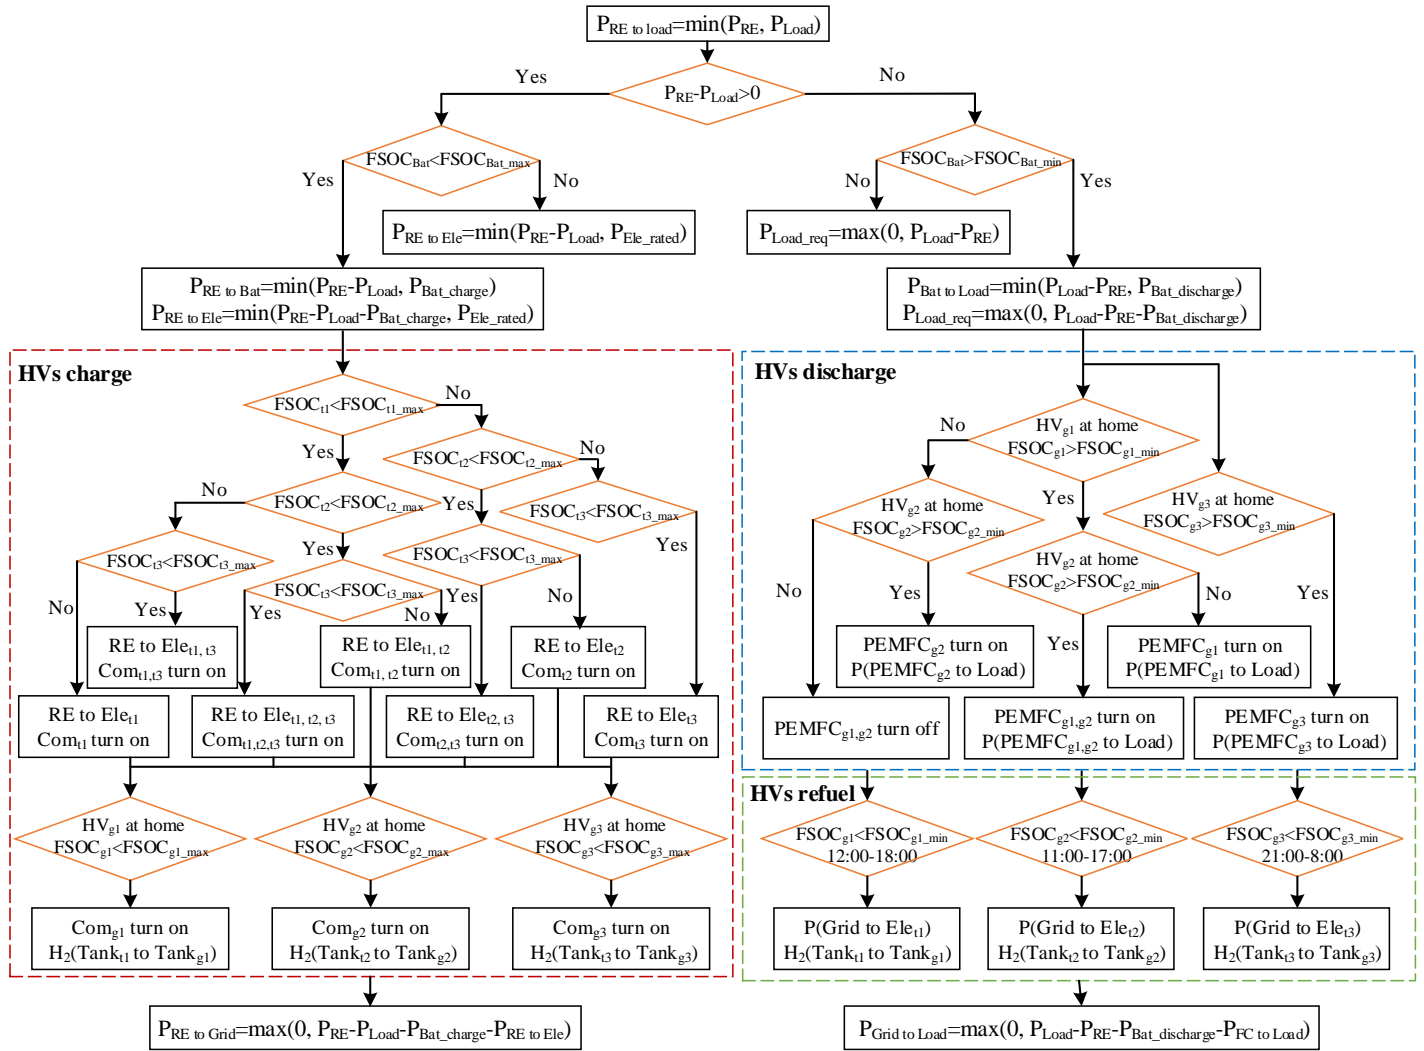 P_RE to load=min(P_RE, P_Load)
Yes
No
P_RE-P_Load>0
FSOC_Bat<FSOC_Bat_max
FSOC_Bat>FSOC_Bat_min
Yes
No
No
Yes
P_RE to Ele=min(P_RE-P_Load, P_Ele_rated)
P_Load_req=max(0, P_Load-P_RE)
P_RE to Bat=min(P_RE-P_Load, P_Bat_charge)
P_RE to Ele=min(P_RE-P_Load-P_Bat_charge, P_Ele_rated)
P_Bat to Load=min(P_Load-P_RE, P_Bat_discharge)
P_Load_req=max(0, P_Load-P_RE-P_Bat_discharge)
HVs charge
FSOC_t1<FSOC_t1_max
No
Yes
FSOC_t2<FSOC_t2_max
No
No
FSOC_t2<FSOC_t2_max
Yes
FSOC_t3<FSOC_t3_max
FSOC_t3<FSOC_t3_max
Yes
FSOC_t3<FSOC_t3_max
Yes
FSOC_t3<FSOC_t3_max
No
Yes
Yes
No
Yes
No
RE to Ele_t1, t3
Com_t1,t3 turn on
RE to Ele_t1, t2
Com_t1, t2 turn on
RE to Ele_t2
Com_t2 turn on
RE to Ele_t1
Com_t1 turn on
RE to Ele_t1, t2, t3
Com_t1,t2,t3 turn on
RE to Ele_t2, t3
Com_t2,t3 turn on
RE to Ele_t3
Com_t3 turn on
HV_g1 at home
FSOC_g1<FSOC_g1_max
HV_g2 at home
FSOC_g2<FSOC_g2_max
HV_g3 at home
FSOC_g3<FSOC_g3_max
Com_g1 turn on
H2(Tank_t1 to Tank_g1)
Com_g2 turn on
H2(Tank_t2 to Tank_g2)
Com_g3 turn on
H2(Tank_t3 to Tank_g3)
P_RE to Grid=max(0, P_RE-P_Load-P_Bat_charge-P_RE to Ele)
HVs discharge
HV_g1 at home
FSOC_g1>FSOC_g1_min
No
Yes
HV_g2 at home
FSOC_g2>FSOC_g2_min
HV_g3 at home
FSOC_g3>FSOC_g3_min
HV_g2 at home
FSOC_g2>FSOC_g2_min
No
Yes
No
Yes
Yes
PEMFC_g2 turn on
P(PEMFC_g2 to Load)
PEMFC_g1 turn on
P(PEMFC_g1 to Load)
PEMFC_g1,g2 turn off
PEMFC_g1,g2 turn on
P(PEMFC_g1,g2 to Load)
PEMFC_g3 turn on
P(PEMFC_g3 to Load)
HVs refuel
FSOC_g1<FSOC_g1_min
12:00-18:00
FSOC_g2<FSOC_g2_min
11:00-17:00
FSOC_g3<FSOC_g3_min
21:00-8:00
P(Grid to Ele_t1)
H2(Tank_t1 to Tank_g1)
P(Grid to Ele_t2)
H2(Tank_t2 to Tank_g2)
P(Grid to Ele_t3)
H2(Tank_t3 to Tank_g3)
P_Grid to Load=max(0, P_Load-P_RE-P_Bat_discharge-P_FC to Load)